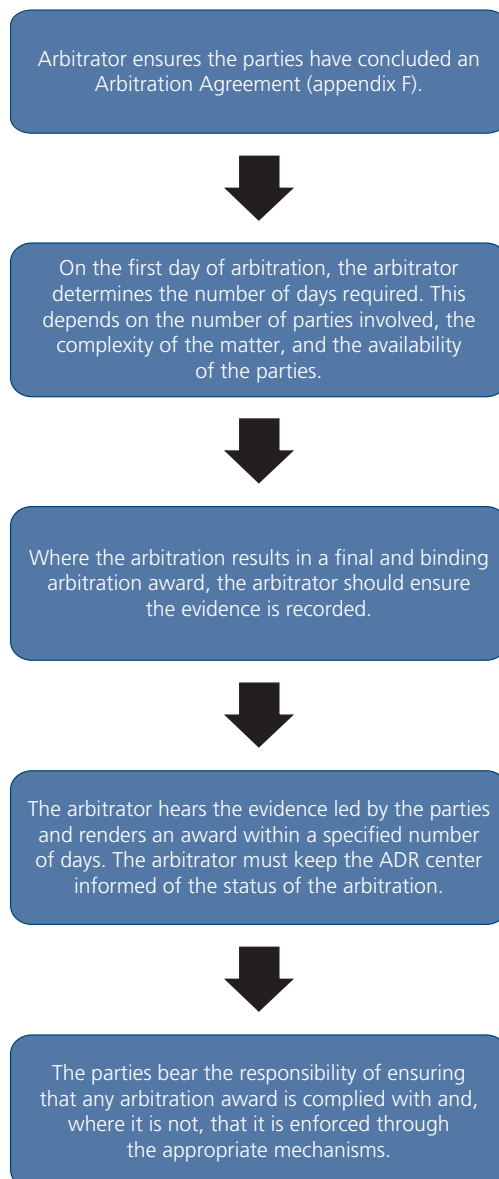 Arbitrator ensures the parties have concluded an
Arbitration Agreement (appendix F).
On the first day of arbitration, the arbitrator
determines the number of days required. This
depends on the number of parties involved, the
complexity of the matter, and the availability
of the parties.
Where the arbitration results in a final and binding
arbitration award, the arbitrator should ensure
the evidence is recorded.
The arbitrator hears the evidence led by the parties
and renders an award within a specified number
of days. The arbitrator must keep the ADR center
informed of the status of the arbitration.
The parties bear the responsibility of ensuring
that any arbitration award is complied with and,
where it is not, that it is enforced through
the appropriate mechanisms.